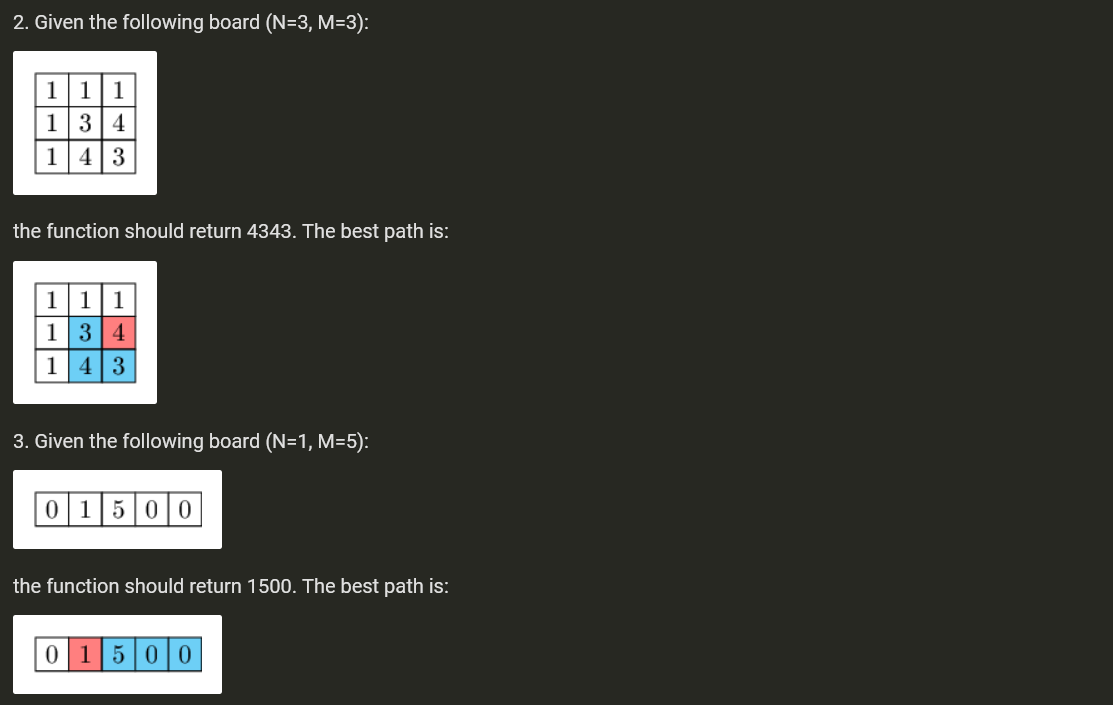 2. Given the following board (N=3, M=3):
1 1 1
1 3 4
1 4 3
the function should return 4343. The best path is:
1 1 1
1 3 4
1 4 3
3. Given the following board (N=1, M=5):
0 1 5 0 0
the function should return 1500. The best path is:
0 1 5 0 0